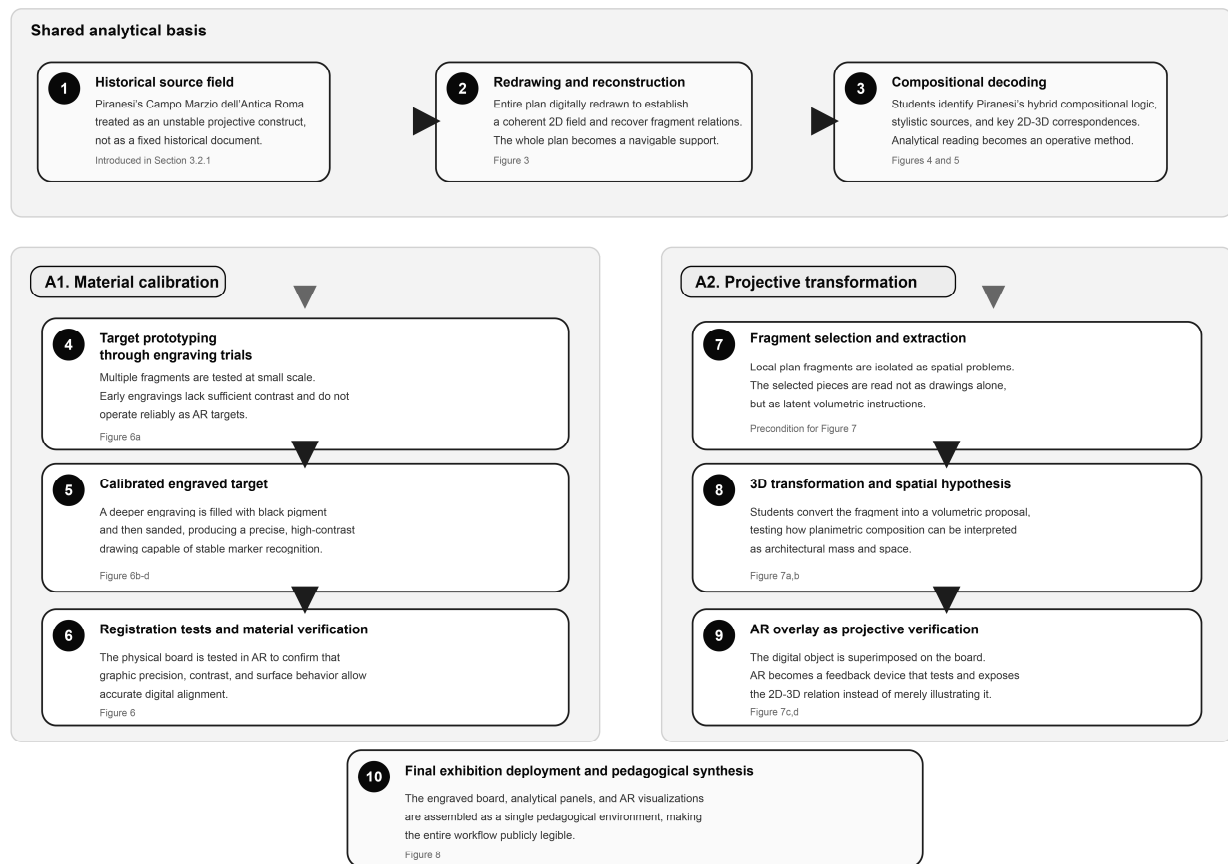 Shared analytical basis
1
Historical source field
Piranesi's Campo Marzio dell'Antica Roma
treated as an unstable projective construct,
not as a fixed historical document.
Introduced in Section 3.2.1
2
Redrawing and reconstruction
Entire plan digitally redrawn to establish
a coherent 2D field and recover fragment relations.
The whole plan becomes a navigable support.
Figure 3
3
Compositional decoding
Students identify Piranesi's hybrid compositional logic,
stylistic sources, and key 2D-3D correspondences.
Analytical reading becomes an operative method.
Figures 4 and 5
A1. Material calibration
4
Target prototyping
through engraving trials
Multiple fragments are tested at small scale.
Early engravings lack sufficient contrast and do not
operate reliably as AR targets.
Figure 6a
5
Calibrated engraved target
A deeper engraving is filled with black pigment
and then sanded, producing a precise, high-contrast
drawing capable of stable marker recognition.
Figure 6b-d
6
Registration tests and material verification
The physical board is tested in AR to confirm that
graphic precision, contrast, and surface behavior allow
accurate digital alignment.
Figure 6
A2. Projective transformation
7
Fragment selection and extraction
Local plan fragments are isolated as spatial problems.
The selected pieces are read not as drawings alone,
but as latent volumetric instructions.
Precondition for Figure 7
8
3D transformation and spatial hypothesis
Students convert the fragment into a volumetric proposal,
testing how planimetric composition can be interpreted
as architectural mass and space.
Figure 7a,b
9
AR overlay as projective verification
The digital object is superimposed on the board.
AR becomes a feedback device that tests and exposes
the 2D-3D relation instead of merely illustrating it.
Figure 7c,d
10
Final exhibition deployment and pedagogical synthesis
The engraved board, analytical panels, and AR visualizations
are assembled as a single pedagogical environment, making
the entire workflow publicly legible.
Figure 8